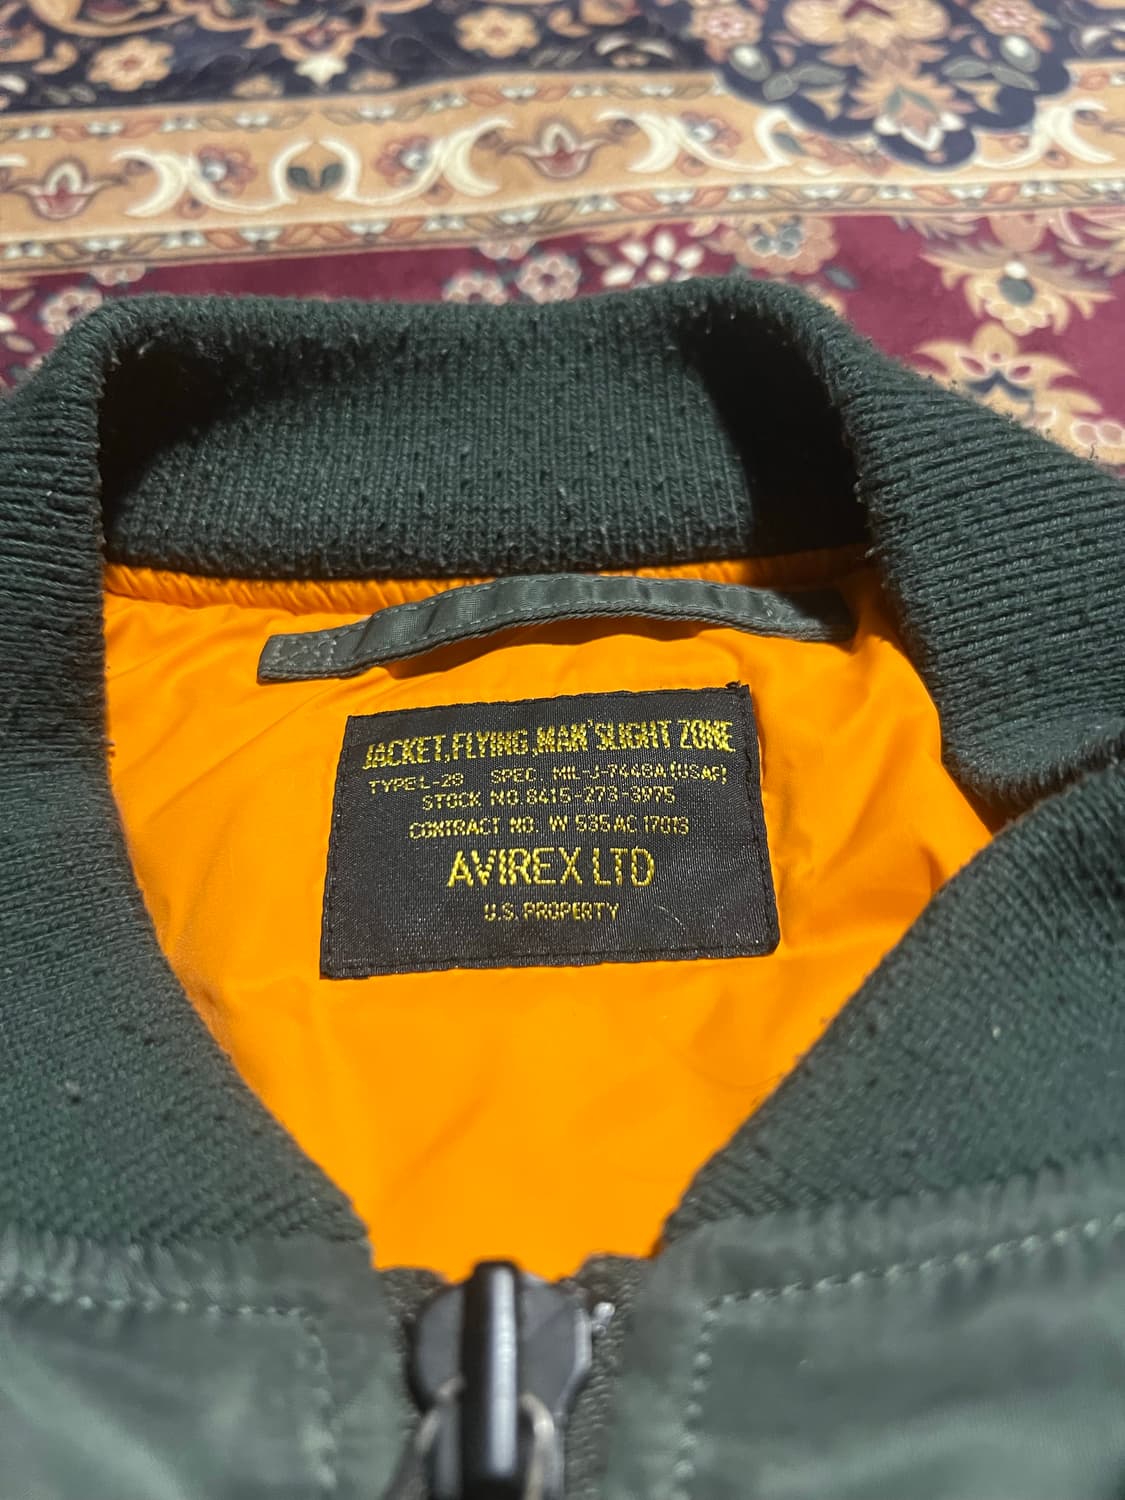 JACKET,FLYING,MAN'SLIGHT ZONE
TYPE L-2B SPEC. MIL-J-7448A (USAF)
STOCK NO. 8415-273-3975
CONTRACT NO. W 535 AC 17018
AVIREX LTD
U.S. PROPERTY